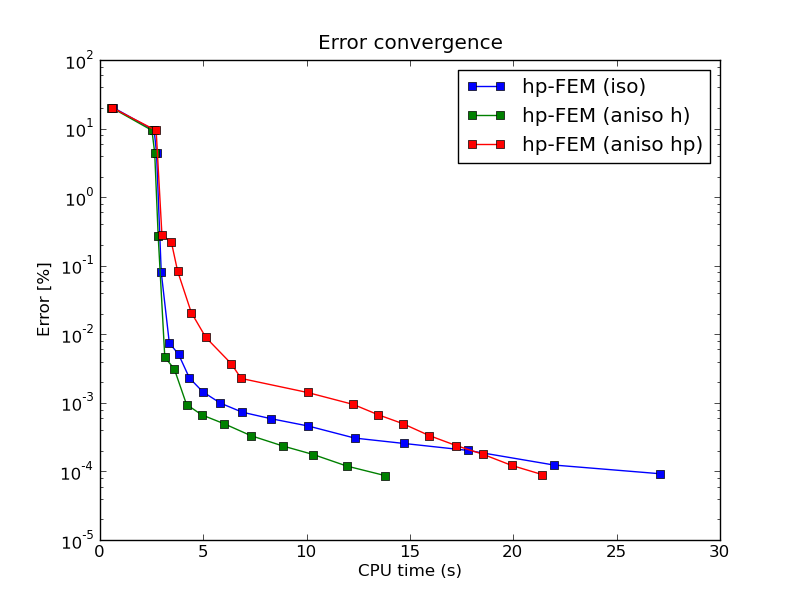 Error convergence
hp-FEM (iso)
hp-FEM (aniso h)
hp-FEM (aniso hp)
Error [%]
10^2
10^1
10^0
10^-1
10^-2
10^-3
10^-4
10^-5
0 5 10 15 20 25 30
CPU time (s)